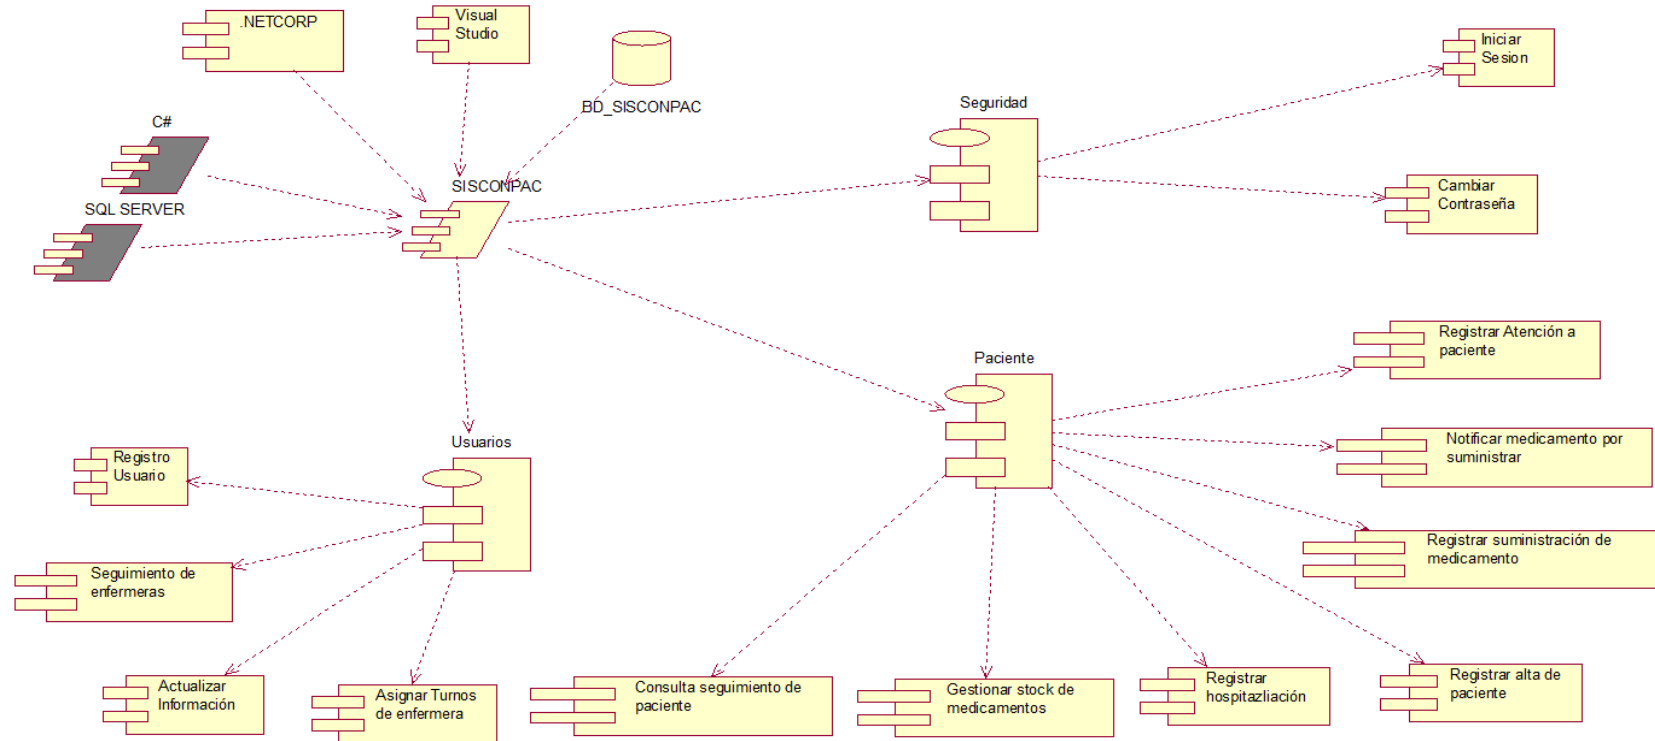 .NETCORP
Visual
Studio
BD_SISCONPAC
Iniciar
Sesion
Seguridad
C#
SISCONPAC
Cambiar
Contraseña
SQL SERVER
Registrar Atención a
paciente
Paciente
Usuarios
Notificar medicamento por
suministrar
Registro
Usuario
Registrar suministración de
medicamento
Seguimiento de
enfermeras
Actualizar
Información
Asignar Turnos
de enfermera
Consulta seguimiento de
paciente
Gestionar stock de
medicamentos
Registrar
hospitazliación
Registrar alta de
paciente